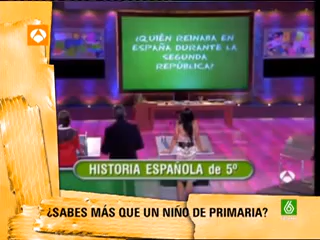 ¿QUIÉN REINABA EN
ESPAÑA DURANTE LA
SEGUNDA
REPÚBLICA?
HISTORIA ESPAÑOLA de 5º
¿SABES MÁS QUE UN NIÑO DE PRIMARIA?